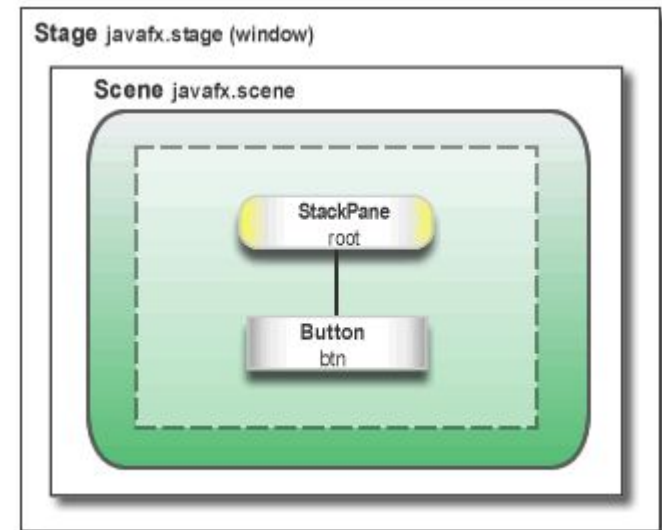 Stage javafx.stage (window)
Scene javafx.scene
StackPane
root
Button
btn